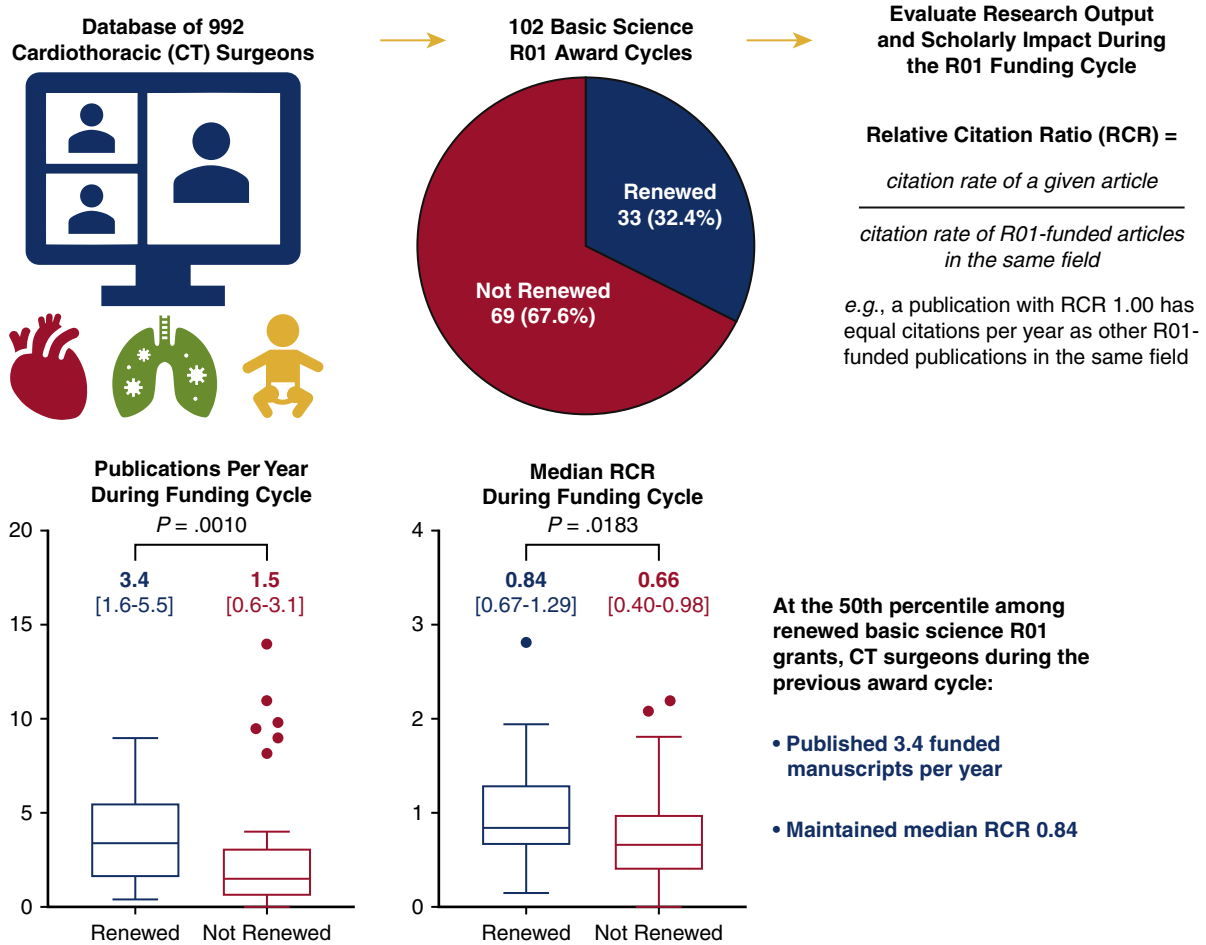 Database of 992
Cardiothoracic (CT) Surgeons
102 Basic Science
R01 Award Cycles
Evaluate Research Output
and Scholarly Impact During
the R01 Funding Cycle
Renewed
33 (32.4%)
Not Renewed
69 (67.6%)
Relative Citation Ratio (RCR) =
citation rate of a given article
citation rate of R01-funded articles
in the same field
e.g., a publication with RCR 1.00 has
equal citations per year as other R01-
funded publications in the same field
Publications Per Year
During Funding Cycle
P = .0010
20
15
10
5
0
3.4
[1.6-5.5]
1.5
[0.6-3.1]
Renewed
Not Renewed
Median RCR
During Funding Cycle
P = .0183
4
3
2
1
0
0.84
[0.67-1.29]
0.66
[0.40-0.98]
Renewed
Not Renewed
At the 50th percentile among
renewed basic science R01
grants, CT surgeons during the
previous award cycle:
• Published 3.4 funded
manuscripts per year
• Maintained median RCR 0.84